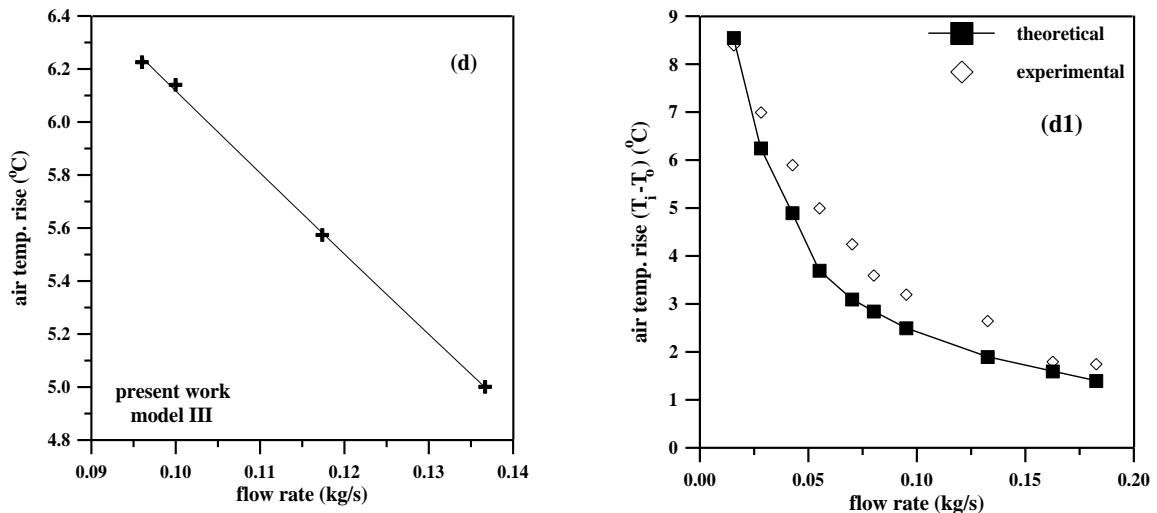 6.4
6.2
6.0
5.8
5.6
5.4
5.2
5.0
4.8
air temp. rise (⁰C)
(d)
present work
model III
0.09 0.10 0.11 0.12 0.13 0.14
flow rate (kg/s)
9
8
7
6
5
4
3
2
1
0
air temp. rise (T_i-T_o) (⁰C)
theoretical
experimental
(d1)
0.00 0.05 0.10 0.15 0.20
flow rate (kg/s)